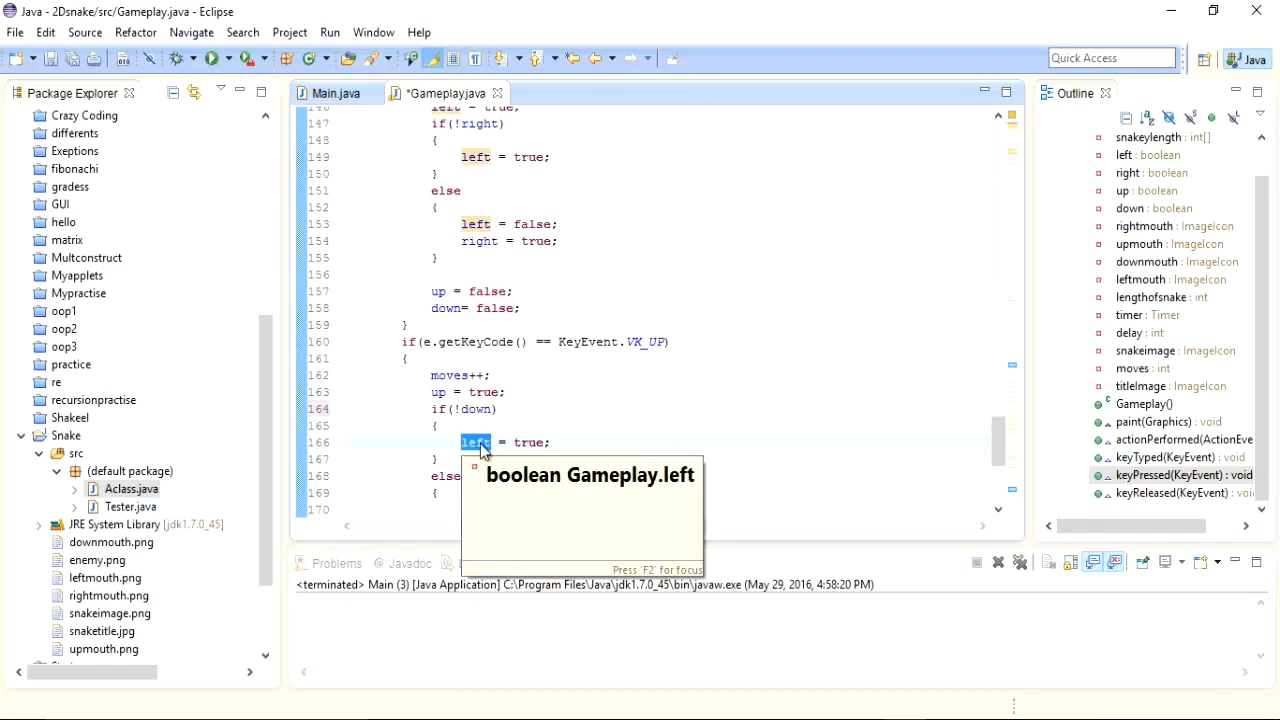 Java - 2Dsnake/src/Gameplay.java - Eclipse
File Edit Source Refactor Navigate Search Project Run Window Help
Quick Access
Java
Package Explorer
Crazy Coding
differents
Exeptions
fibonachi
gradess
GUI
hello
matrix
Multconstruct
Myapplets
Mypractise
oop1
oop2
oop3
practice
re
recursionpractise
Shakeel
Snake
src
(default package)
Aclass.java
Tester.java
JRE System Library [jdk1.7.0_45]
downmouth.png
enemy.png
leftmouth.png
rightmouth.png
snakeimage.png
snaketitle.jpg
upmouth.png
Main.java
*Gameplay.java
146 left = true;
147 if(!right)
148 {
149 left = true;
150 }
151 else
152 {
153 left = false;
154 right = true;
155 }
156
157 up = false;
158 down= false;
159 }
160 if(e.getKeyCode() == KeyEvent.VK_UP)
161 {
162 moves++;
163 up = true;
164 if(!down)
165 {
166 left = true;
167 }
168 else
169 {
170
boolean Gameplay.left
Press 'F2' for focus
Problems
Javadoc
<terminated> Main (3) [Java Application] C:\Program Files\Java\jdk1.7.0_45\bin\javaw.exe (May 29, 2016, 4:58:20 PM)
Outline
snakeylength : int[]
left : boolean
right : boolean
up : boolean
down : boolean
rightmouth : ImageIcon
upmouth : ImageIcon
downmouth : ImageIcon
leftmouth : ImageIcon
lengthofsnake : int
timer : Timer
delay : int
snakeimage : ImageIcon
moves : int
titleImage : ImageIcon
Gameplay()
paint(Graphics) : void
actionPerformed(ActionEve
keyTyped(KeyEvent) : void
keyPressed(KeyEvent) : void
keyReleased(KeyEvent) : void